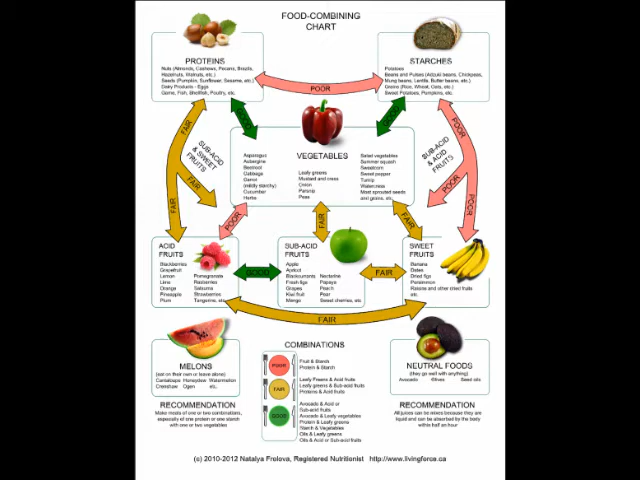 FOOD-COMBINING
CHART
PROTEINS
Nuts (Almonds, Cashews, Pecans, Brazils,
Hazelnuts, Walnuts, etc.)
Seeds (Pumpkin, Sunflower, Sesame, etc.)
Dairy Products - Eggs
Game, Fish, Shellfish, Poultry, etc.
STARCHES
Potatoes
Beans and Pulses (Aduki beans, Chickpeas,
Mung beans, Lentils, Butter beans, etc.)
Grains (Rice, Wheat, Oats, etc.)
Sweet Potatoes, Pumpkins, etc.
POOR
GOOD
GOOD
FAIR
SUB-ACID
& SWEET
FRUITS
FAIR
FAIR
VEGETABLES
Asparagus
Aubergine
Beetroot
Cabbage
Carrot
(mildly starchy)
Cucumber
Herbs
Leafy greens
Mustard and cress
Onion
Parsnip
Peas
Salad vegetables
Summer squash
Sweetcorn
Sweet pepper
Turnip
Watercress
Most sprouted seeds
and grains, etc.
POOR
SUB-ACID
& ACID
FRUITS
POOR
POOR
POOR
FAIR
FAIR
ACID
FRUITS
Blackberries
Grapefruit
Lemon
Lime
Orange
Pineapple
Plum
Pomegranate
Raspberries
Satsuma
Strawberries
Tangerine, etc.
GOOD
SUB-ACID
FRUITS
Apple
Apricot
Blackcurrants
Fresh figs
Grapes
Kiwi fruit
Mango
Nectarine
Papaya
Peach
Pear
Sweet cherries, etc.
FAIR
SWEET
FRUITS
Banana
Dates
Dried figs
Persimmon
Raisins and other dried fruits
etc.
FAIR
MELONS
(eat on their own or leave alone)
Cantaloupe Honeydew Watermelon
Crenshaw Ogen etc.
RECOMMENDATION
Make meals of one or two combinations,
especially of one protein or one starch
with one or two vegetables
COMBINATIONS
POOR
Fruit & Starch
Protein & Starch
FAIR
Leafy Greens & Acid fruits
Leafy greens & Sub-acid fruits
Proteins & Acid fruits
GOOD
Avocado & Acid or
Sub-acid fruits
Avocado & Leafy vegetables
Protein & Leafy greens
Starch & Vegetables
Oils & Leafy greens
Oils & Acid or Sub-acid fruits
NEUTRAL FOODS
(they go well with anything)
Avocado Olives Seed oils
RECOMMENDATION
All juices can be mixed because they are
liquid and can be absorbed by the body
within half an hour
(c) 2010-2012 Natalya Frolova, Registered Nutritionist http://www.livingforce.ca